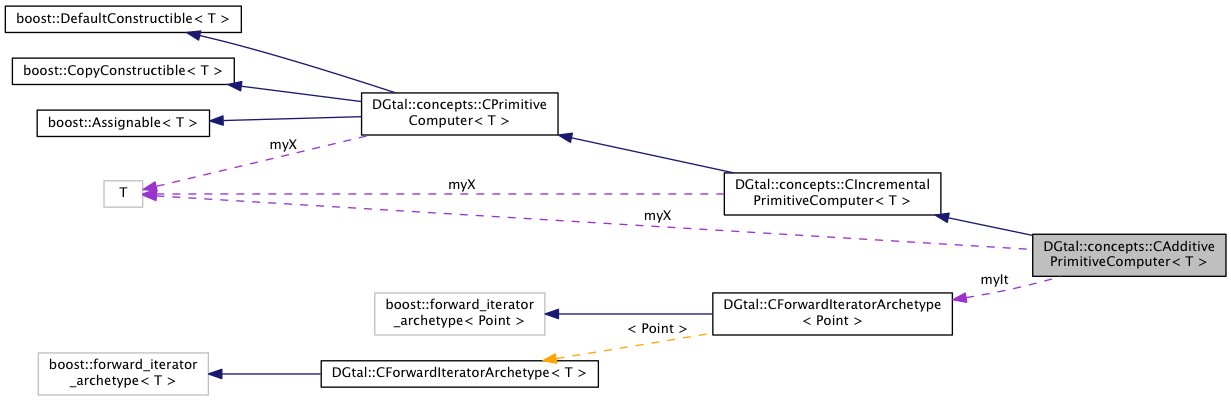 boost::DefaultConstructible< T >
boost::CopyConstructible< T >
boost::Assignable< T >
DGtal::concepts::CPrimitive
Computer< T >
myX
T
myX
DGtal::concepts::CIncremental
PrimitiveComputer< T >
myX
DGtal::concepts::CAdditive
PrimitiveComputer< T >
myIt
boost::forward_iterator
_archetype< Point >
DGtal::CForwardIteratorArchetype
< Point >
< Point >
boost::forward_iterator
_archetype< T >
DGtal::CForwardIteratorArchetype< T >